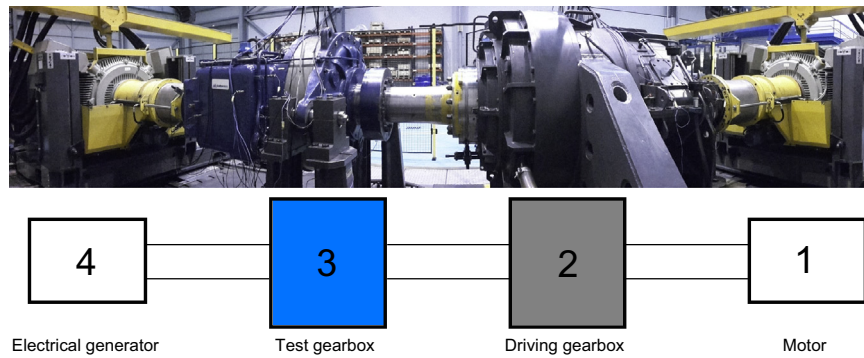 4
3
2
1
Electrical generator
Test gearbox
Driving gearbox
Motor